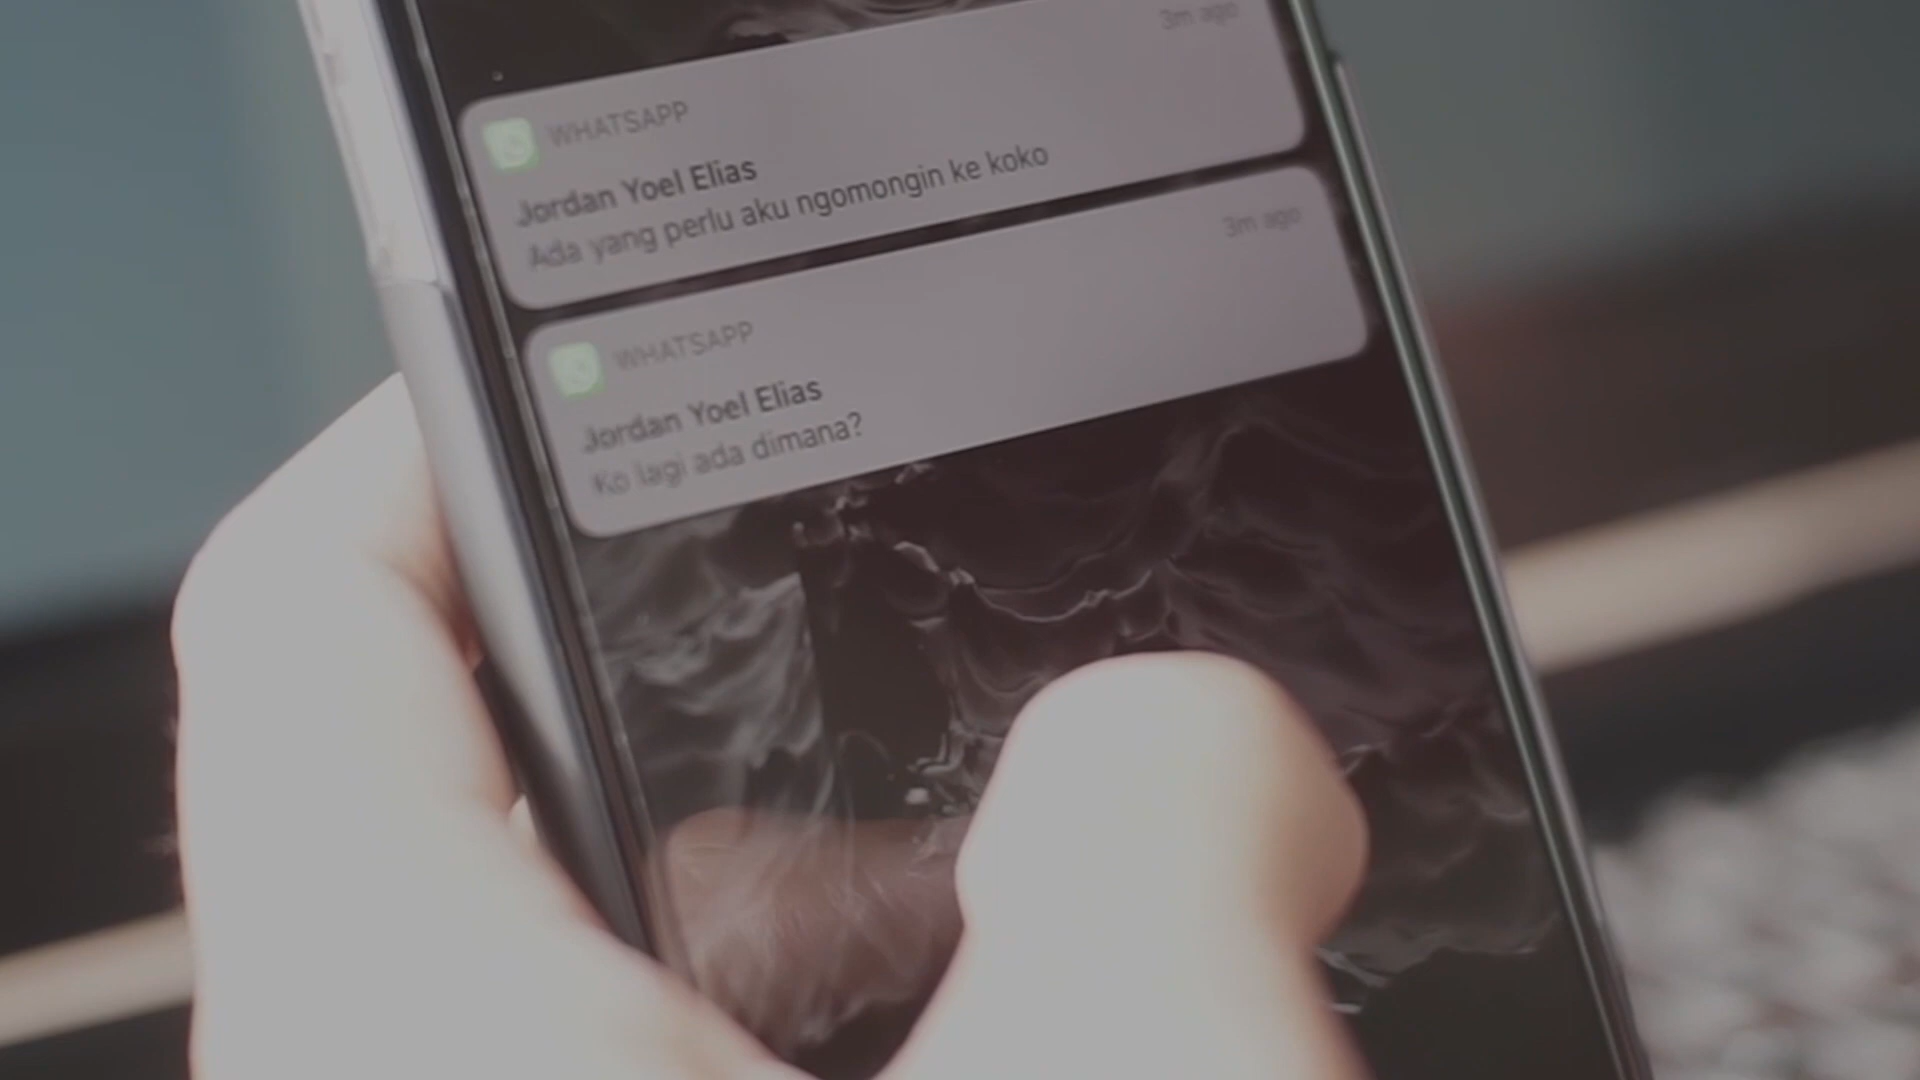 3m ago
WHATSAPP
Jordan Yoel Elias
Ada yang perlu aku ngomongin ke koko
3m ago
WHATSAPP
Jordan Yoel Elias
Ko lagi ada dimana?